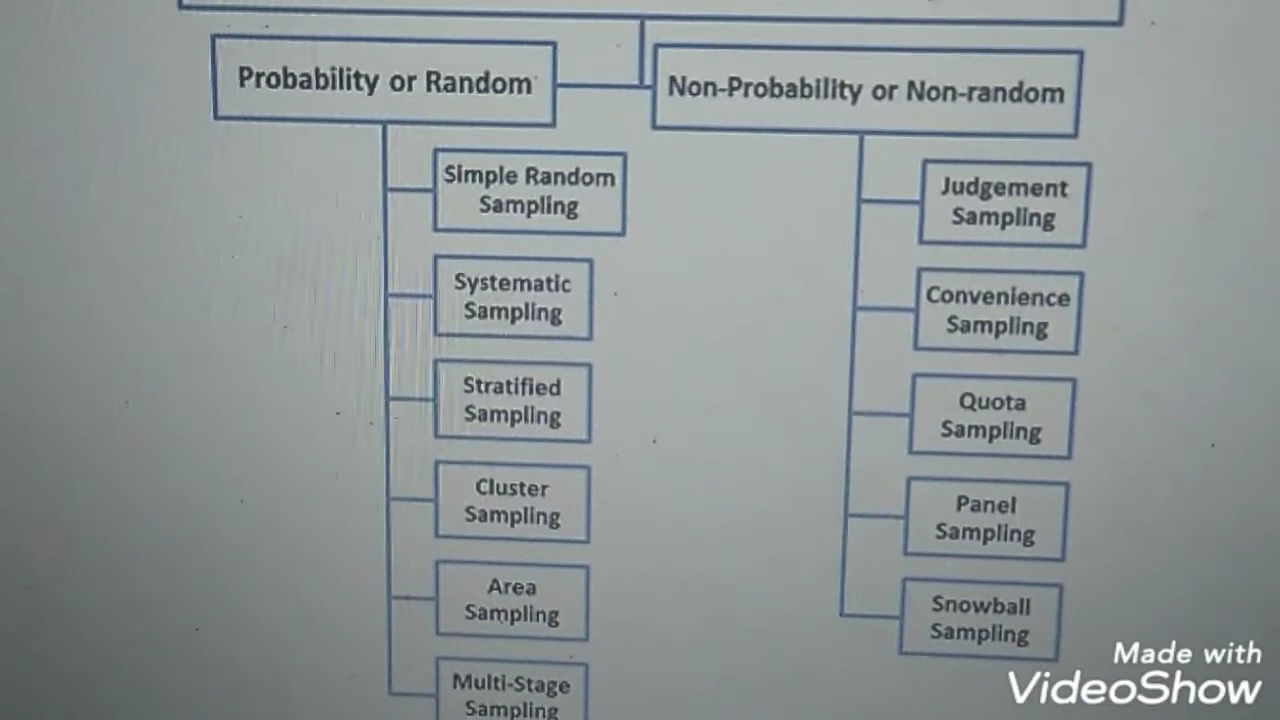 Probability or Random
Non-Probability or Non-random
Simple Random
Sampling
Systematic
Sampling
Stratified
Sampling
Cluster
Sampling
Area
Sampling
Multi-Stage
Sampling
Judgement
Sampling
Convenience
Sampling
Quota
Sampling
Panel
Sampling
Snowball
Sampling
Made with
VideoShow